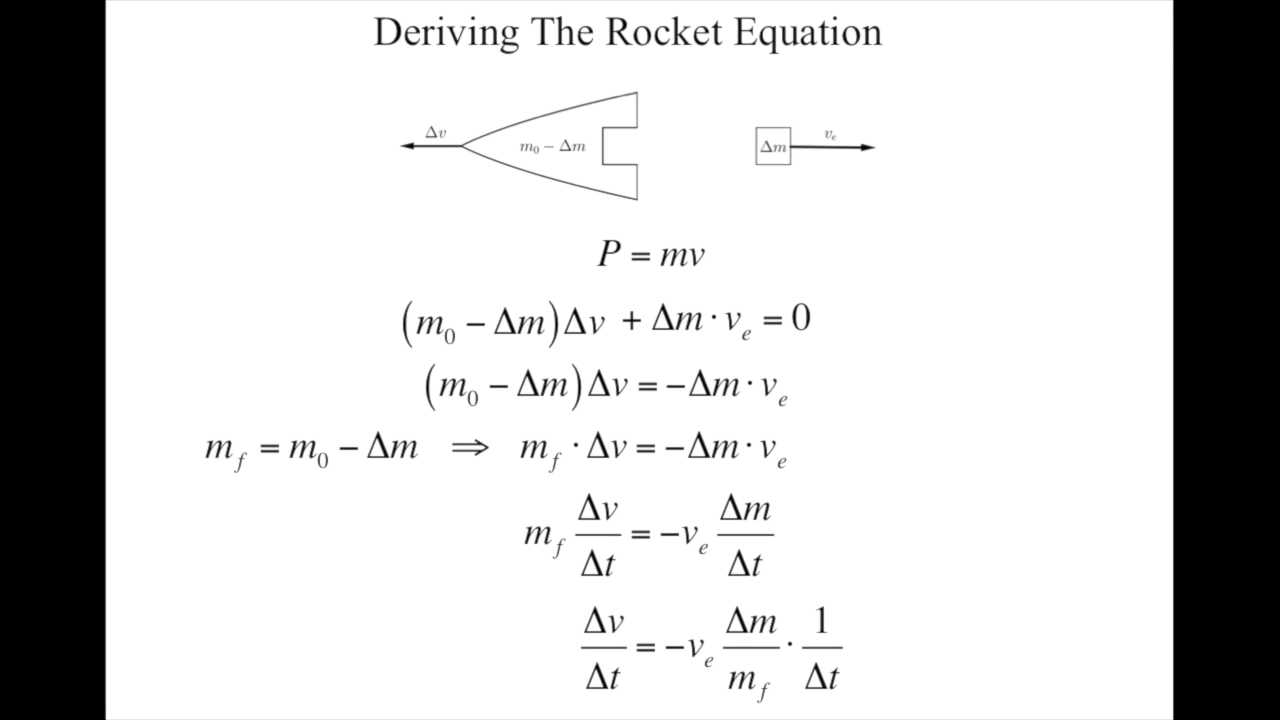 Deriving The Rocket Equation
Δv
m₀ − Δm
Δm
vₑ
P = mv
(m₀ − Δm)Δv + Δm · vₑ = 0
(m₀ − Δm)Δv = −Δm · vₑ
m_f = m₀ − Δm ⇒ m_f · Δv = −Δm · vₑ
m_f Δv/Δt = −vₑ Δm/Δt
Δv/Δt = −vₑ Δm/m_f · 1/Δt